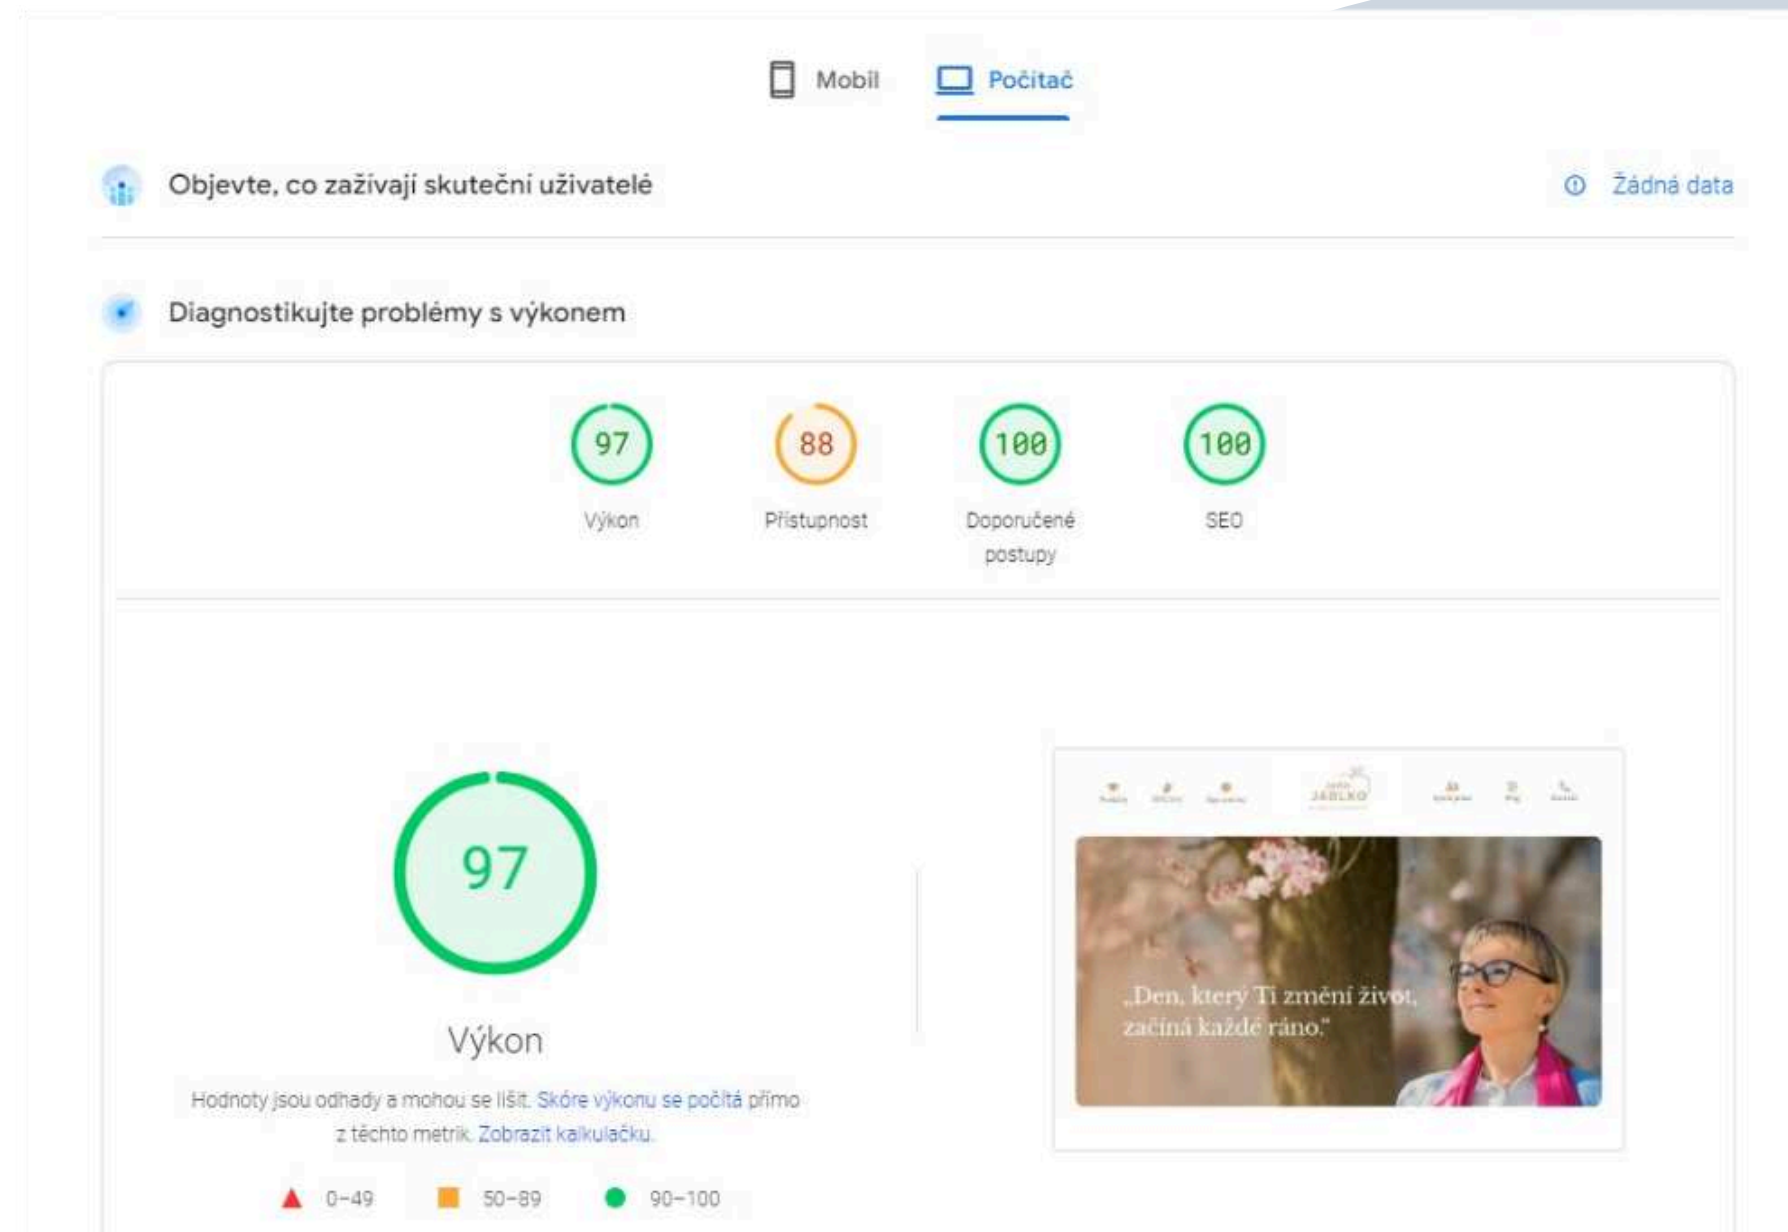 Mobil
Počítač
Objevte, co zažívají skuteční uživatelé
Žádná data
Diagnostikujte problémy s výkonem
97
88
100
100
Výkon
Přístupnost
Doporučené
postupy
SEO
97
JABLKO
„Den, který Ti změní život,
začíná každé ráno."
Výkon
Hodnoty jsou odhady a mohou se lišit. Skóre výkonu se počítá přímo
z těchto metrik. Zobrazit kalkulačku.
0–49
50–89
90–100